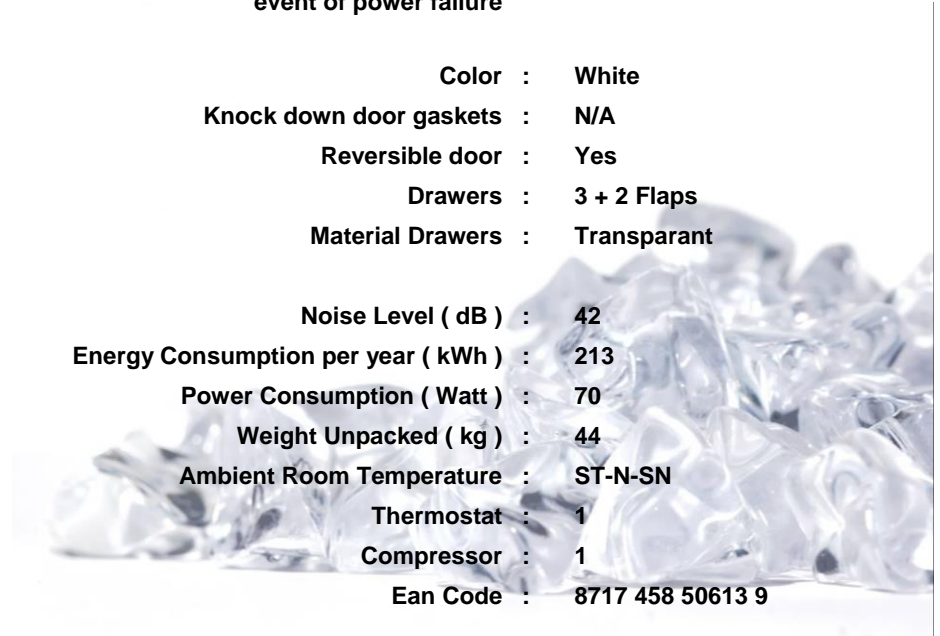 event of power failure
Color : White
Knock down door gaskets : N/A
Reversible door : Yes
Drawers : 3 + 2 Flaps
Material Drawers : Transparant
Noise Level ( dB ) : 42
Energy Consumption per year ( kWh ) : 213
Power Consumption ( Watt ) : 70
Weight Unpacked ( kg ) : 44
Ambient Room Temperature : ST-N-SN
Thermostat : 1
Compressor : 1
Ean Code : 8717 458 50613 9